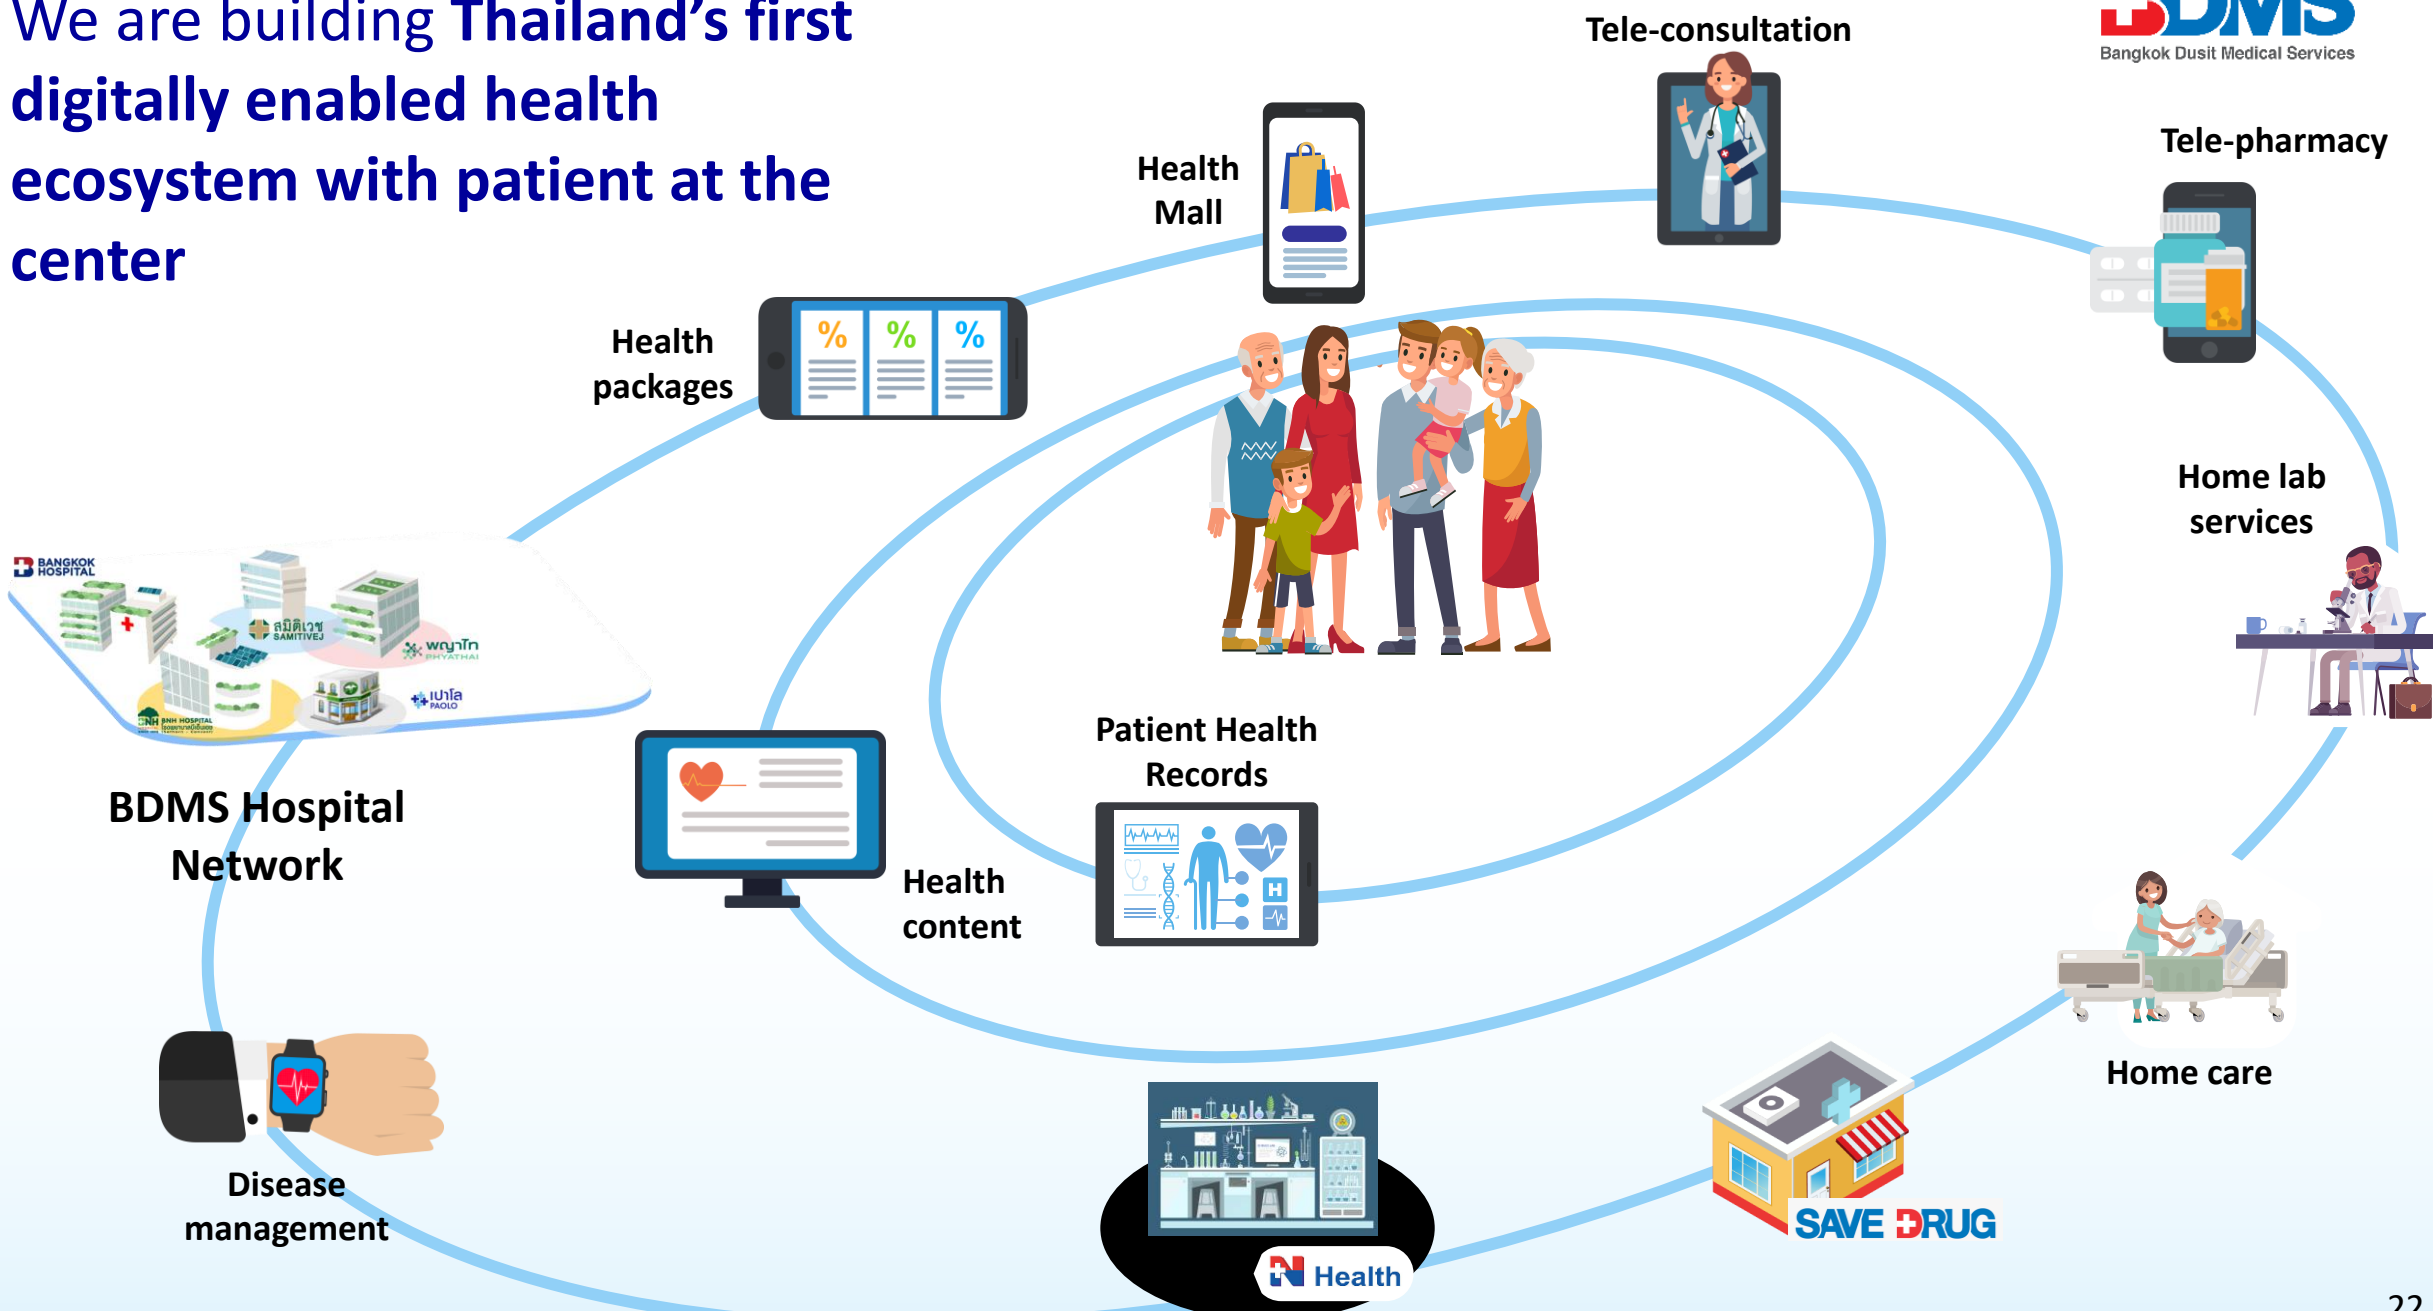 We are building Thailand's first
digitally enabled health
ecosystem with patient at the
center
BDMS
Bangkok Dusit Medical Services
Tele-consultation
Tele-pharmacy
Health
Mall
Health
packages
%
%
%
Home lab
services
BANGKOK
HOSPITAL
สมิติเวช
SAMITIVEJ
พญาไท
PHYATHAI
เปาโล
PAOLO
BNH HOSPITAL
BDMS Hospital
Network
Patient Health
Records
H
Health
content
Home care
Disease
management
SAVE DRUG
N Health
22